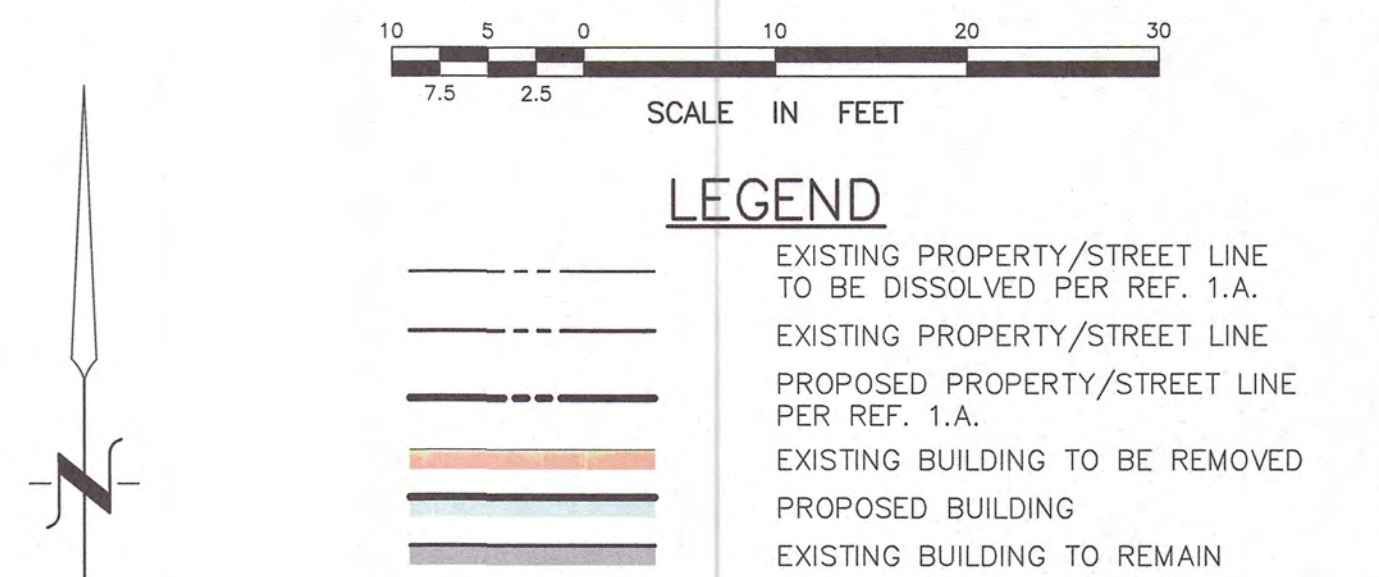 10 5 0 10 20 30
7.5 2.5
SCALE IN FEET
LEGEND
EXISTING PROPERTY/STREET LINE
TO BE DISSOLVED PER REF. 1.A.
EXISTING PROPERTY/STREET LINE
PROPOSED PROPERTY/STREET LINE
PER REF. 1.A.
EXISTING BUILDING TO BE REMOVED
PROPOSED BUILDING
EXISTING BUILDING TO REMAIN
N